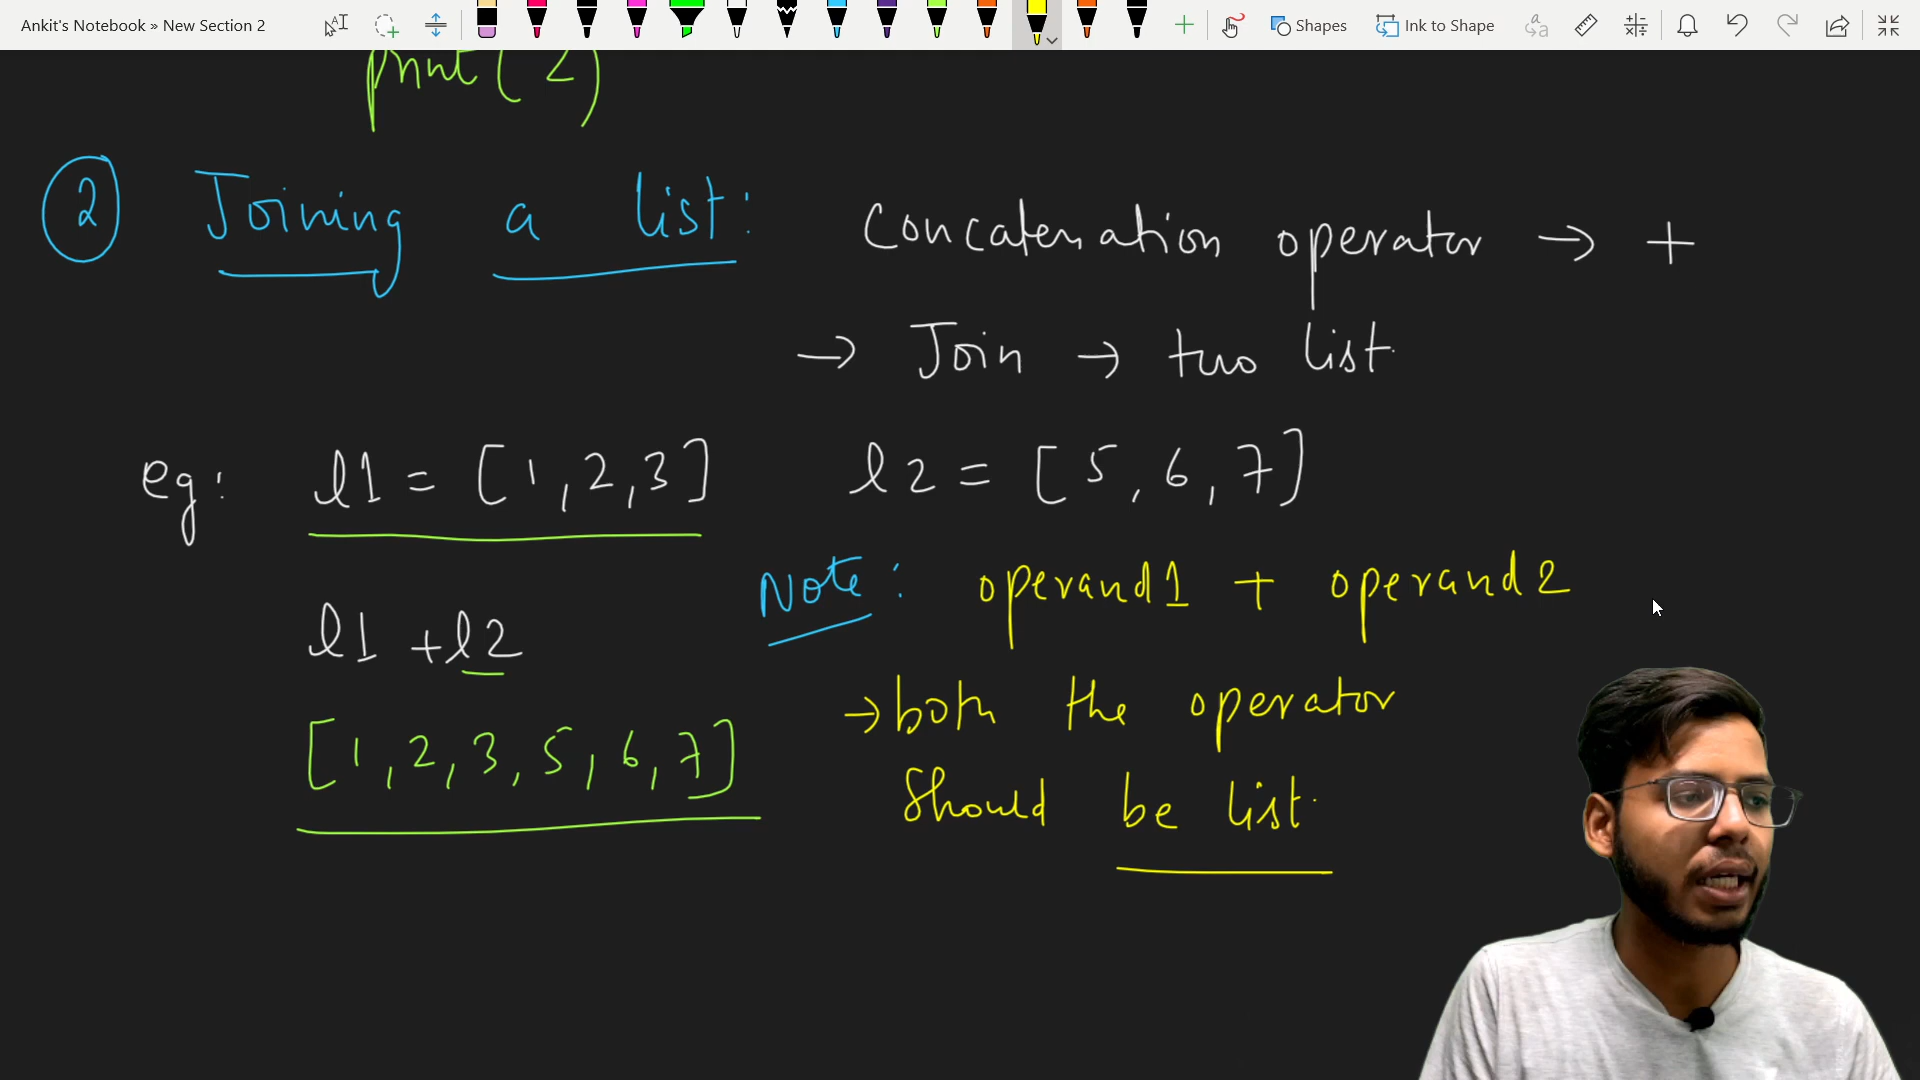 Ankit's Notebook » New Section 2
Shapes
Ink to Shape
print(
2 Joining a list: Concatenation operator → +
→ Join → two list.
eg: l1 = [1,2,3] l2 = [5, 6, 7]
Note: operand1 + operand2
l1 + l2
→ both the operator
[1,2,3,5,6,7]
Should be list.